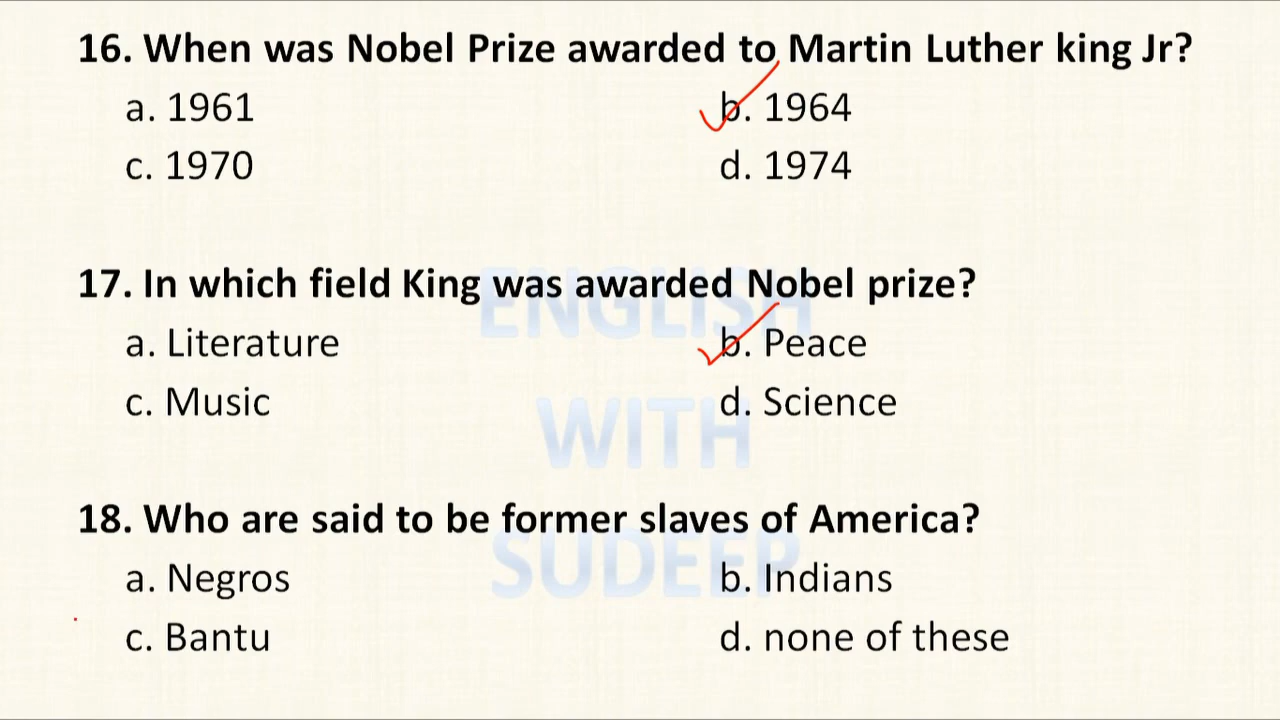 16. When was Nobel Prize awarded to Martin Luther king Jr?
a. 1961 b. 1964
c. 1970 d. 1974
17. In which field King was awarded Nobel prize?
a. Literature b. Peace
c. Music d. Science
18. Who are said to be former slaves of America?
a. Negros b. Indians
c. Bantu d. none of these
ENGLISH
WITH
SUDEEP